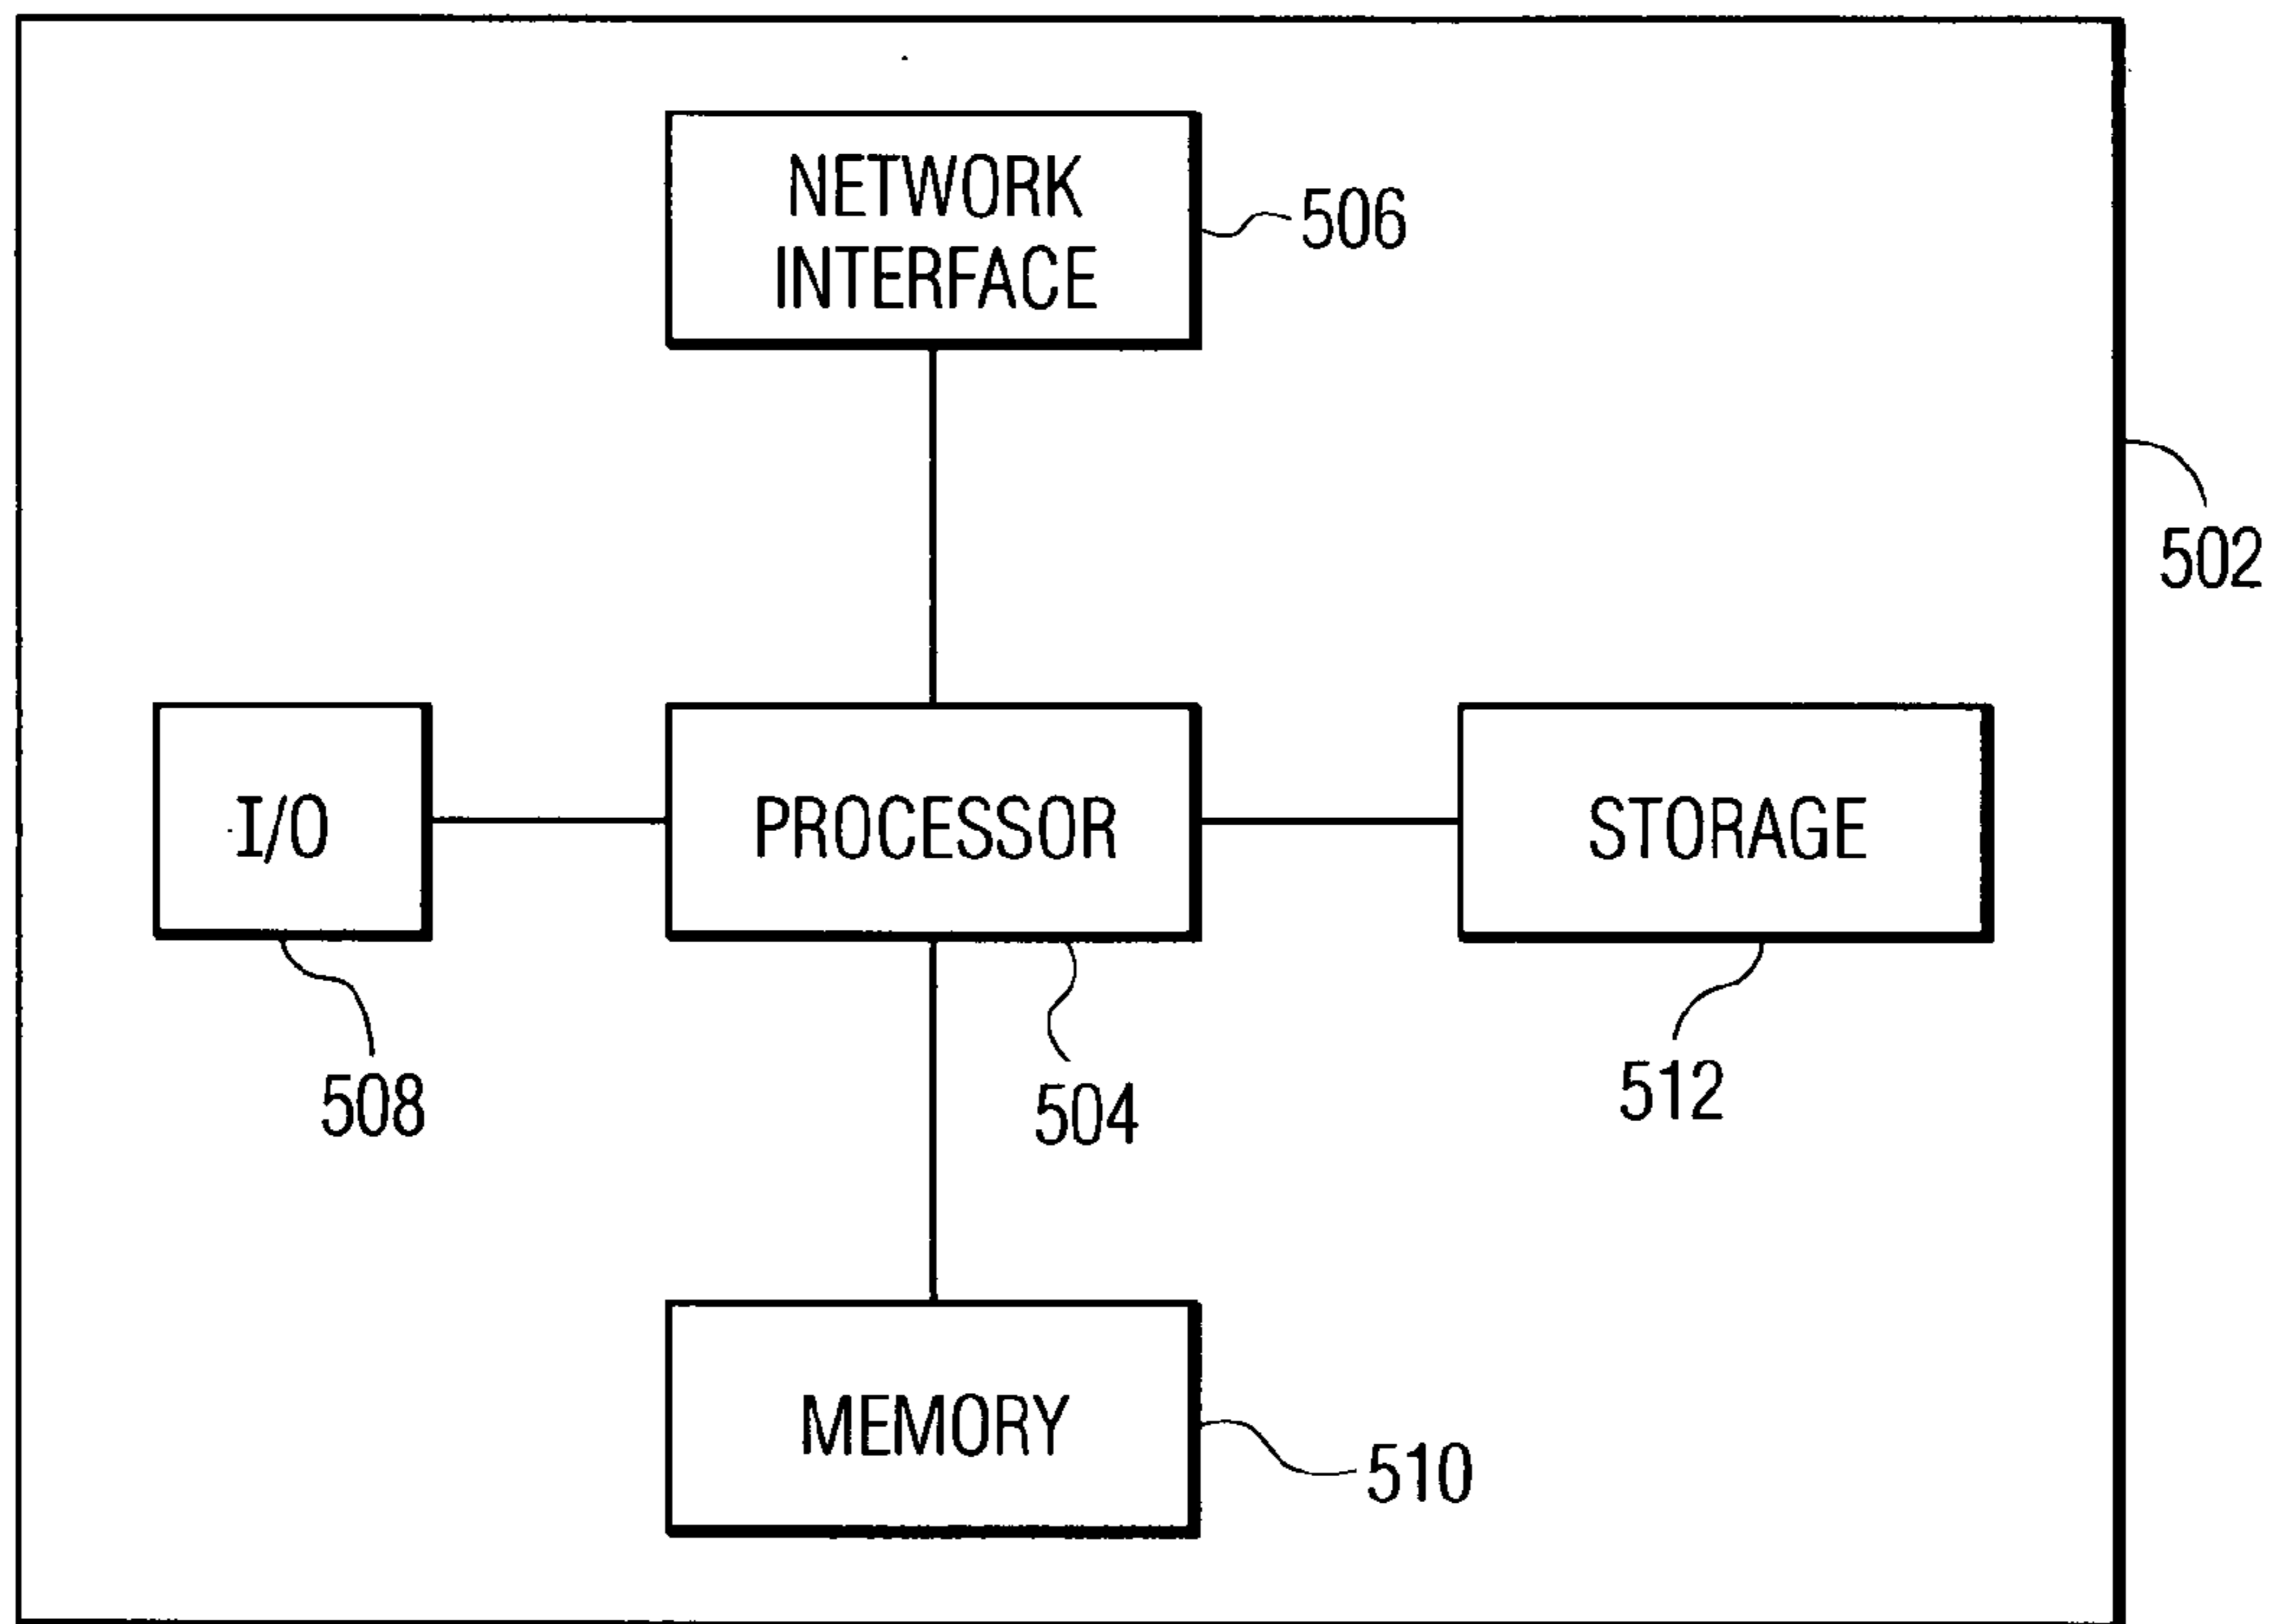 NETWORK
INTERFACE
506
502
I/O
PROCESSOR
STORAGE
508
504
512
MEMORY
510